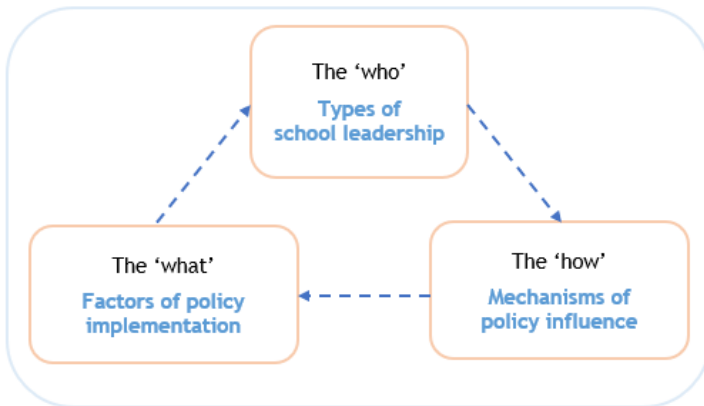 The ‘who’
Types of
school leadership
The ‘what’
Factors of policy
implementation
The ‘how’
Mechanisms of
policy influence